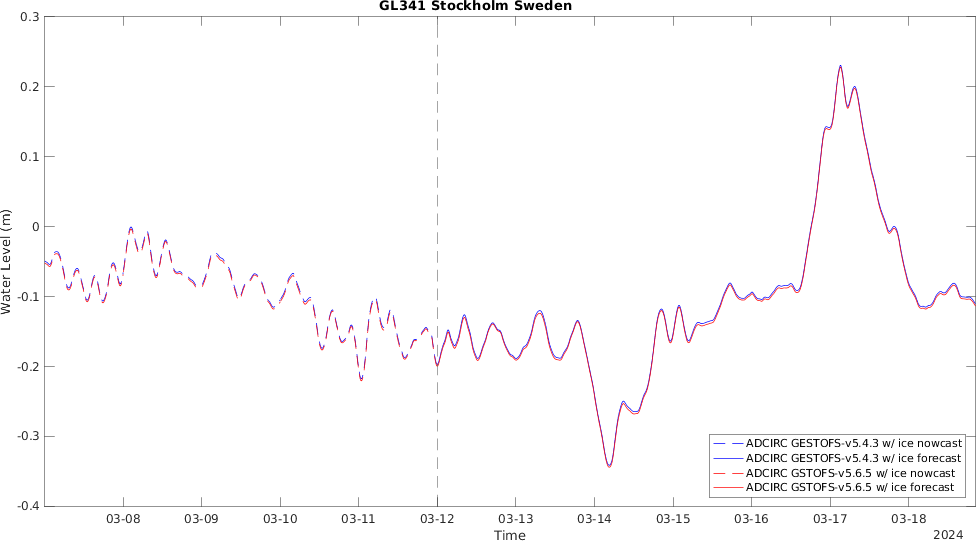 GL341 Stockholm Sweden
0.3
0.2
0.1
0
-0.1
-0.2
-0.3
-0.4
Water Level (m)
ADCIRC GESTOFS-v5.4.3 w/ ice nowcast
ADCIRC GESTOFS-v5.4.3 w/ ice forecast
ADCIRC GSTOFS-v5.6.5 w/ ice nowcast
ADCIRC GSTOFS-v5.6.5 w/ ice forecast
03-08 03-09 03-10 03-11 03-12 03-13 03-14 03-15 03-16 03-17 03-18
Time
2024